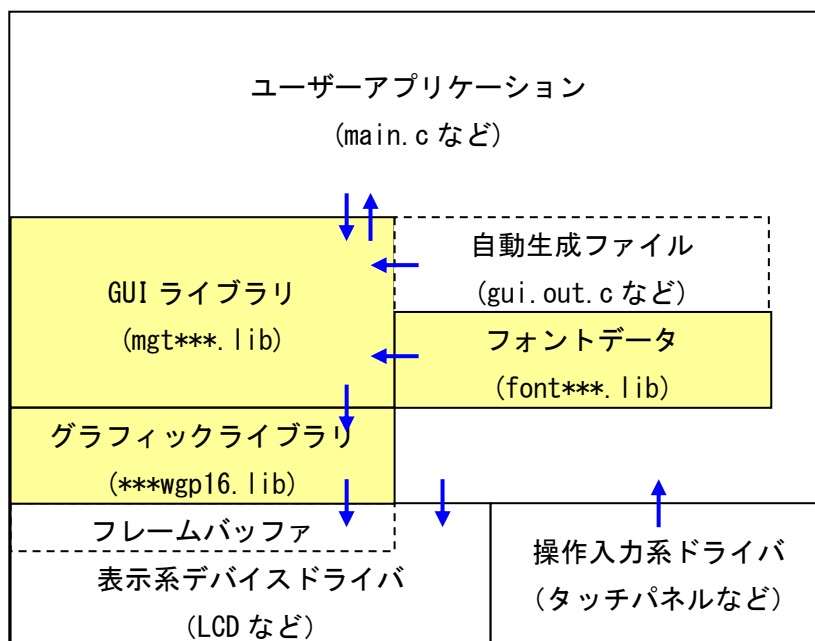 ユーザーアプリケーション
(main.c など)
自動生成ファイル
(gui.out.c など)
GUI ライブラリ
(mgt***.lib)
フォントデータ
(font***.lib)
グラフィックライブラリ
(***wgp16.lib)
フレームバッファ
表示系デバイスドライバ
(LCD など)
操作入力系ドライバ
(タッチパネルなど)